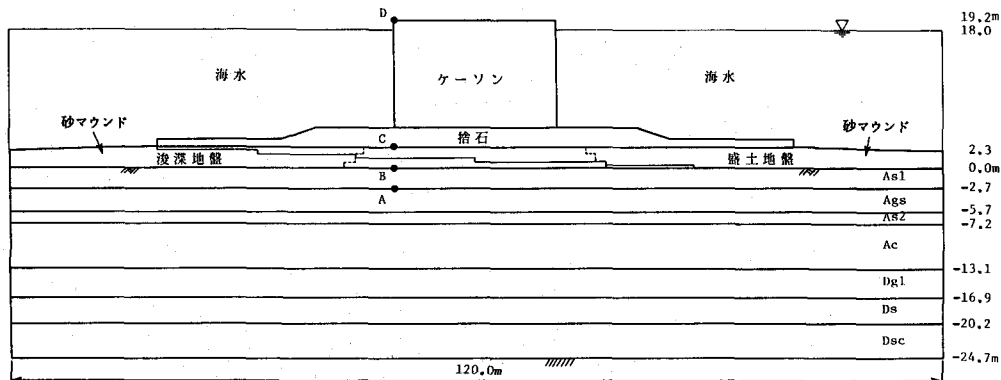 D
19.2m
18.0
海水
ケーソン
海水
砂マウンド
砂マウンド
C
捨石
浚深地盤
盛土地盤
2.3
B
0.0m
As1
A
-2.7
Ags
-5.7
As2
-7.2
Ac
-13.1
Dg1
-16.9
Ds
-20.2
Dsc
-24.7m
120.0m